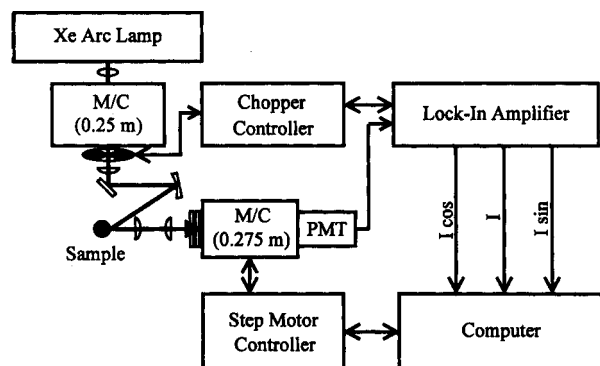 Xe Arc Lamp
M/C
(0.25 m)
Chopper
Controller
Lock-In Amplifier
M/C
(0.275 m)
PMT
Sample
I cos
I
I sin
Step Motor
Controller
Computer